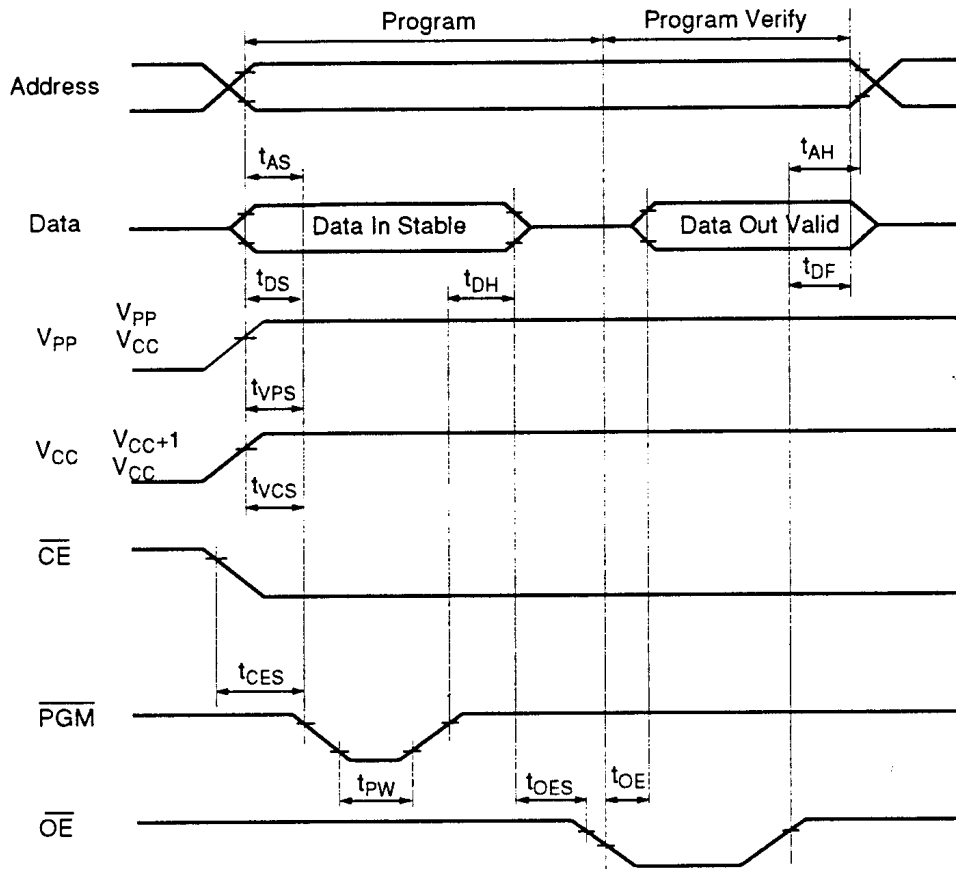 Program
Program Verify
Address
tAS
tAH
Data
Data In Stable
Data Out Valid
tDS
tDH
tDF
VPP
VPP
VCC
tVPS
VCC
VCC+1
VCC
tVCS
CE
tCES
PGM
tPW
tOES
tOE
OE